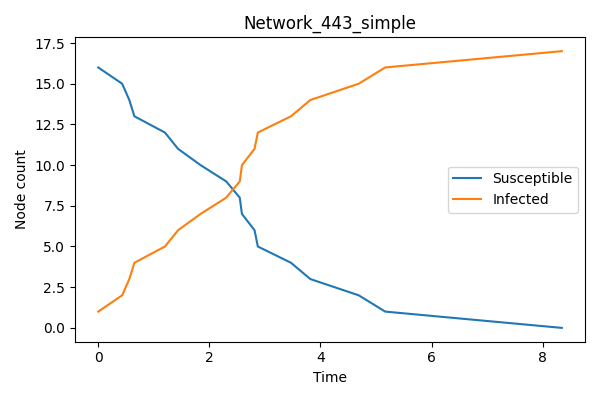 Network_443_simple
17.5
15.0
12.5
10.0
7.5
5.0
2.5
0.0
Node count
Susceptible
Infected
0 2 4 6 8
Time